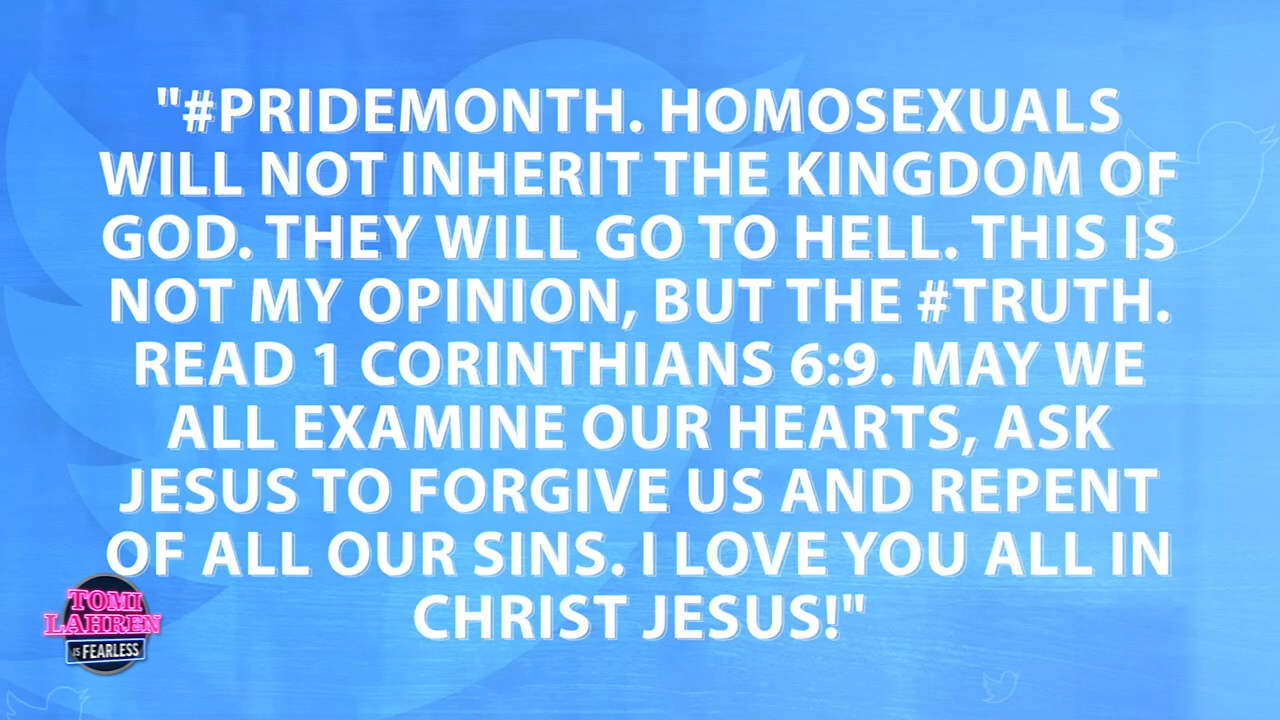 "#PRIDEMONTH. HOMOSEXUALS
WILL NOT INHERIT THE KINGDOM OF
GOD. THEY WILL GO TO HELL. THIS IS
NOT MY OPINION, BUT THE #TRUTH.
READ 1 CORINTHIANS 6:9. MAY WE
ALL EXAMINE OUR HEARTS, ASK
JESUS TO FORGIVE US AND REPENT
OF ALL OUR SINS. I LOVE YOU ALL IN
CHRIST JESUS!"
TOMI
LAHREN
IS FEARLESS